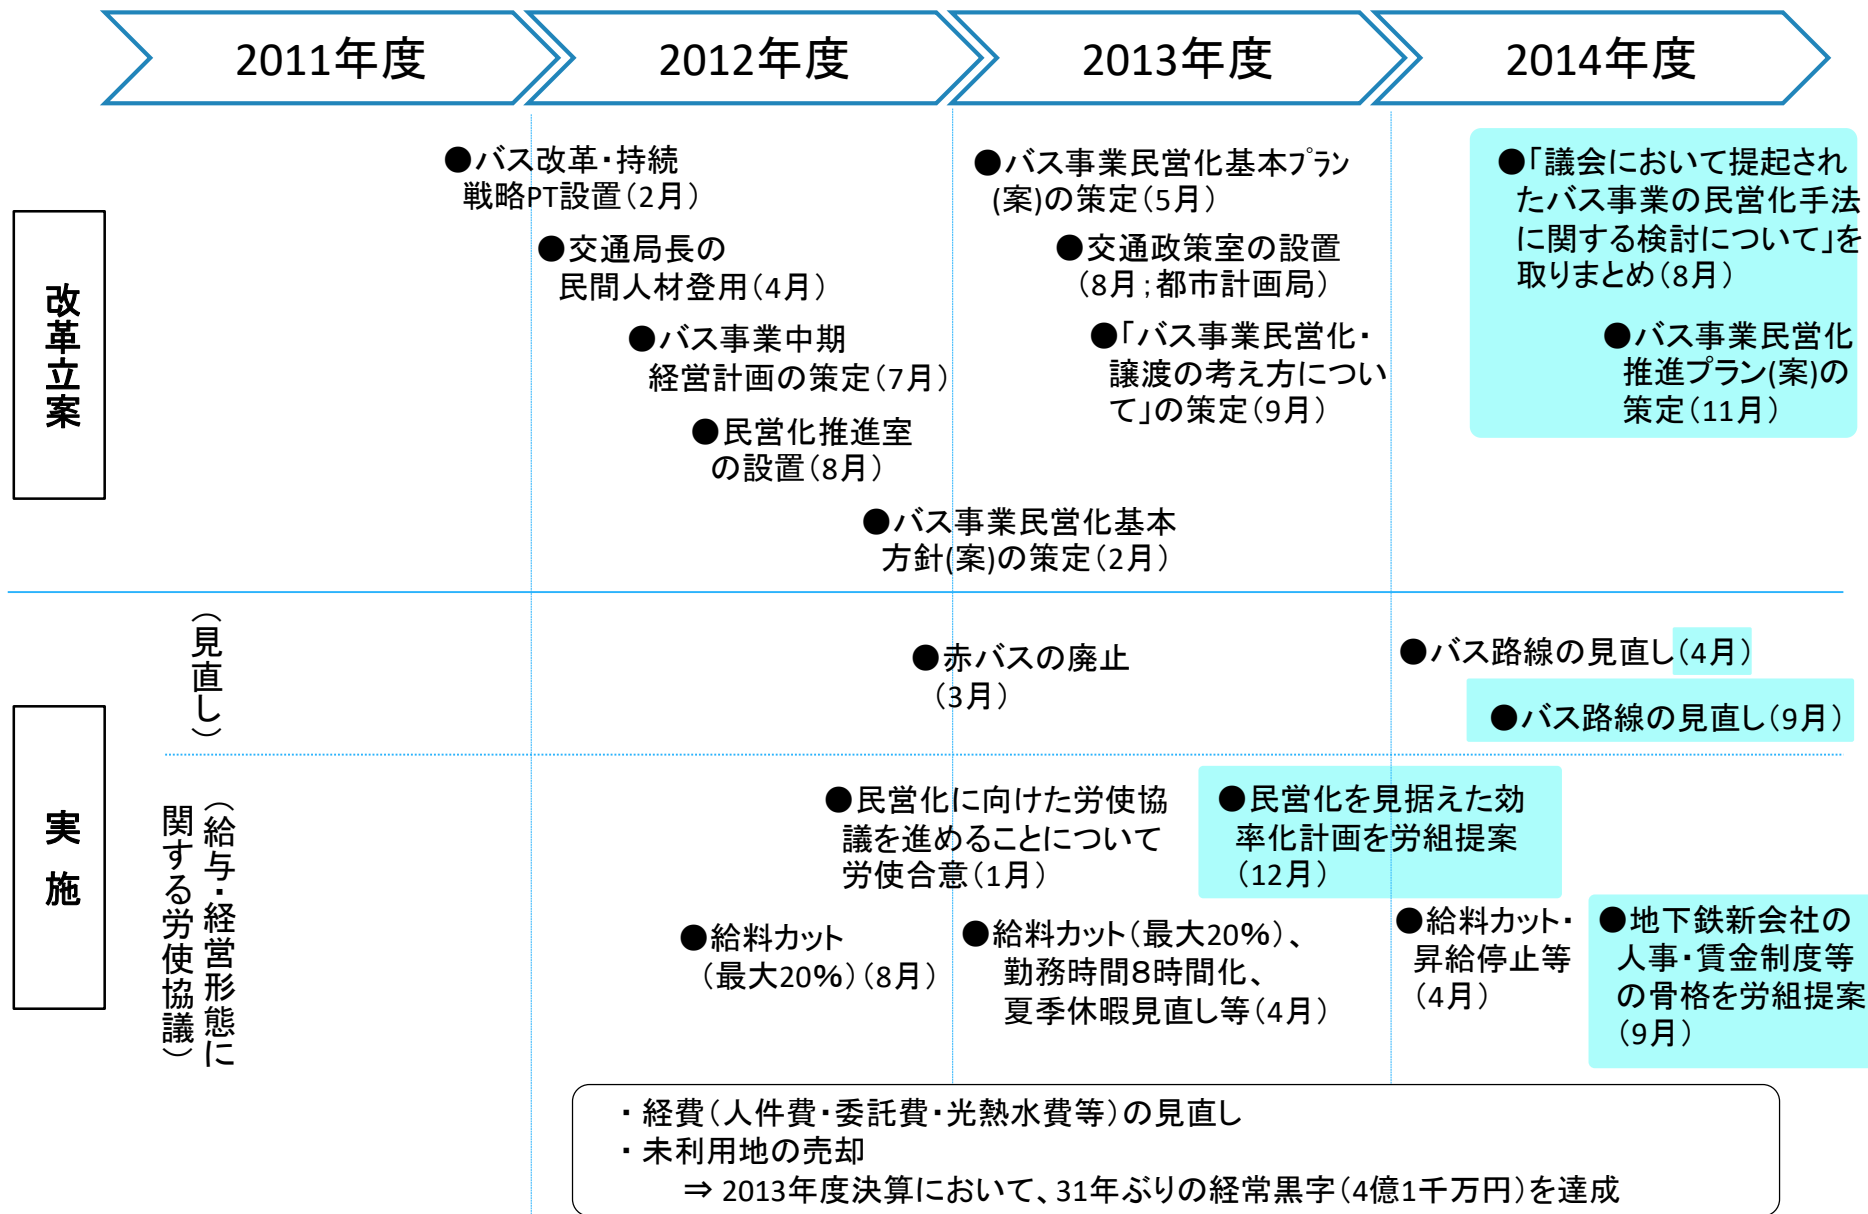 2011年度
2012年度
2013年度
2014年度
改革立案
●バス改革・持続
戦略PT設置(2月)
●交通局長の
民間人材登用(4月)
●バス事業中期
経営計画の策定(7月)
●民営化推進室
の設置(8月)
●バス事業民営化基本
方針(案)の策定(2月)
●バス事業民営化基本プラン
(案)の策定(5月)
●交通政策室の設置
(8月;都市計画局)
●「バス事業民営化・
譲渡の考え方につい
て」の策定(9月)
●「議会において提起され
たバス事業の民営化手法
に関する検討について」を
取りまとめ(8月)
●バス事業民営化
推進プラン(案)の
策定(11月)
実施
(見直し)
●赤バスの廃止
(3月)
●バス路線の見直し(4月)
●バス路線の見直し(9月)
(給与・経営形態に
関する労使協議)
●民営化に向けた労使協
議を進めることについて
労使合意(1月)
●民営化を見据えた効
率化計画を労組提案
(12月)
●給料カット
(最大20%)(8月)
●給料カット(最大20%)、
勤務時間8時間化、
夏季休暇見直し等(4月)
●給料カット・
昇給停止等
(4月)
●地下鉄新会社の
人事・賃金制度等
の骨格を労組提案
(9月)
・経費(人件費・委託費・光熱水費等)の見直し
・未利用地の売却
⇒ 2013年度決算において、31年ぶりの経常黒字(4億1千万円)を達成